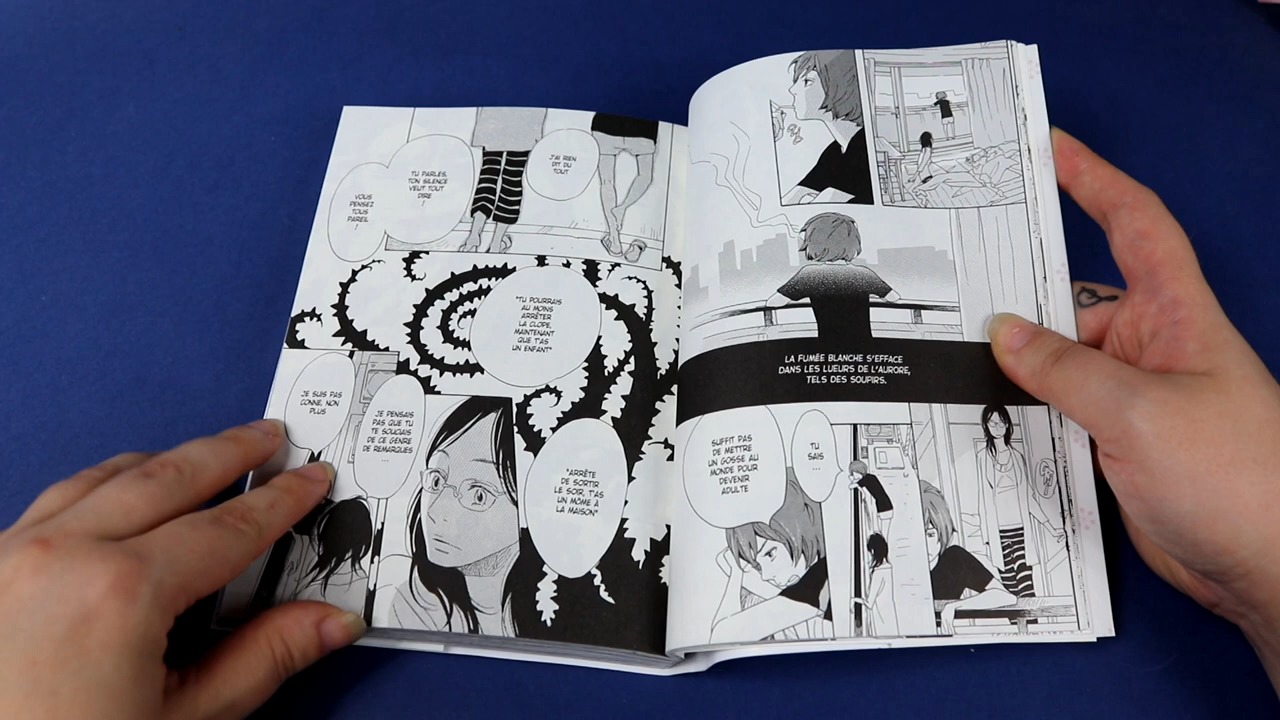 LA FUMÉE BLANCHE S'EFFACE
DANS LES LUEURS DE L'AURORE,
TELS DES SOUPIRS.
TU
SAIS
...
SUFFIT PAS
DE METTRE
UN GOSSE AU
MONDE POUR
DEVENIR
ADULTE
J'AI RIEN
DIT DU
TOUT
TU PARLES,
TON SILENCE
VEUT TOUT
DIRE
!
VOUS
PENSEZ
TOUS
PAREIL
!
"TU POURRAIS
AU MOINS
ARRÊTER
LA CLOPE,
MAINTENANT
QUE T'AS
UN ENFANT"
"ARRÊTE
DE SORTIR
LE SOIR, T'AS
UN MÔME À
LA MAISON"
JE PENSAIS
PAS QUE TU
TE SOUCIAIS
DE CE GENRE
DE REMARQUES
...
JE SUIS PAS
CONNE, NON
PLUS